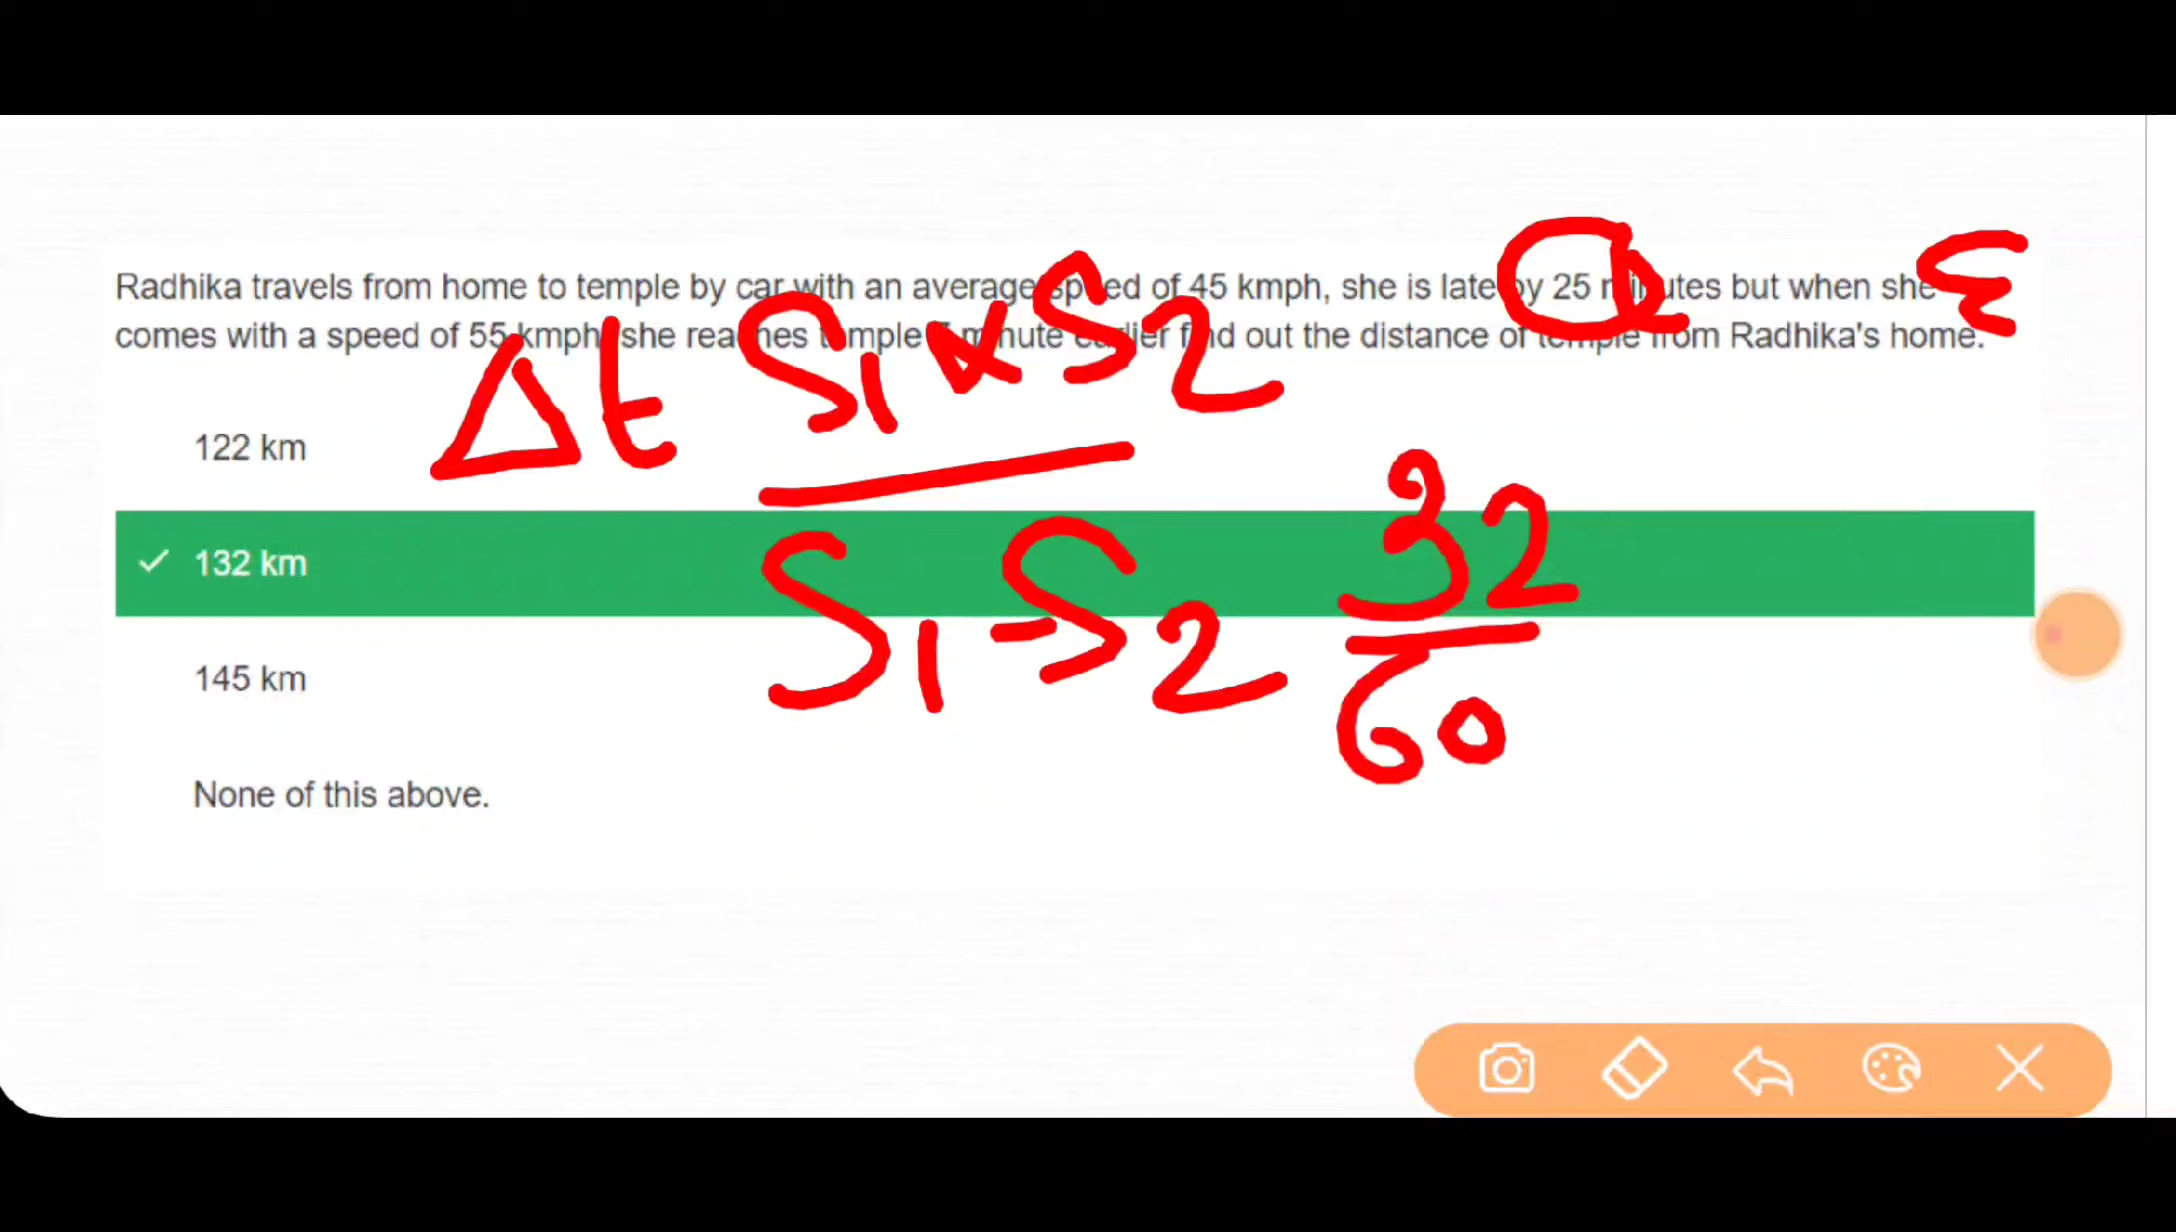 Radhika travels from home to temple by car with an average speed of 45 kmph, she is late by 25 minutes but when she
comes with a speed of 55 kmph, she reaches temple minute earlier find out the distance of temple from Radhika's home.
Δt S1 × S2
S1 - S2
32
60
122 km
132 km
145 km
None of this above.